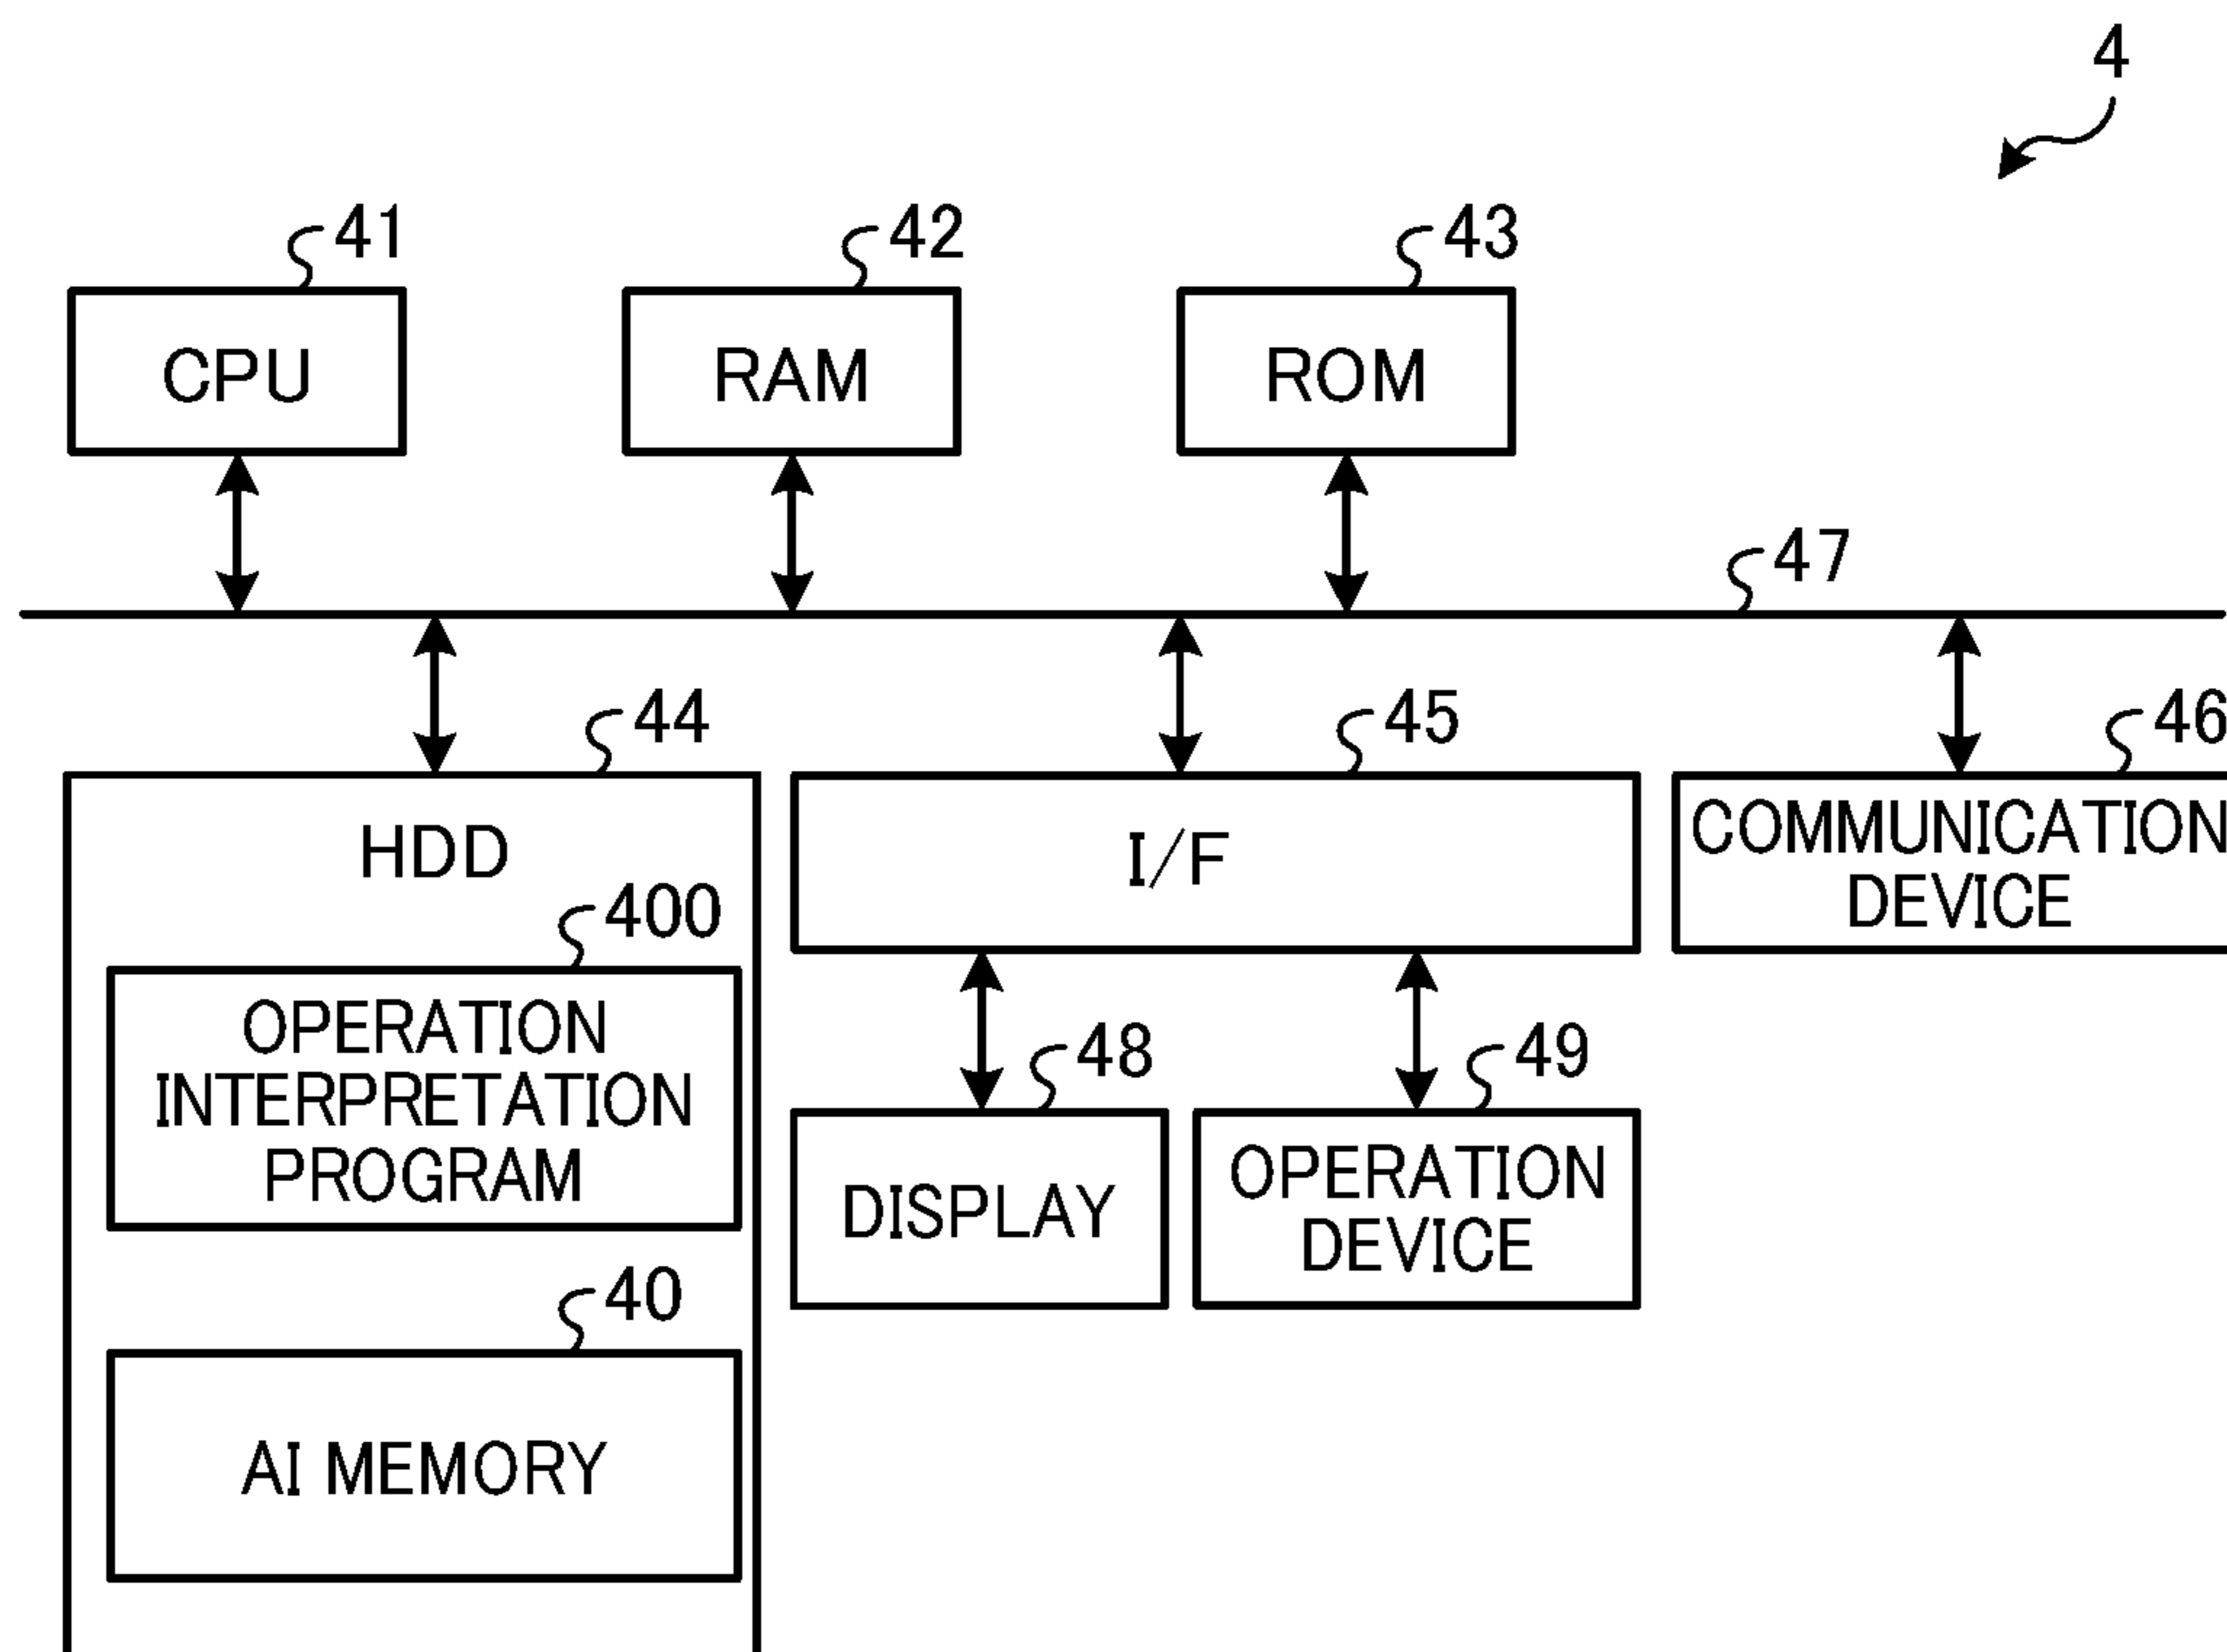 4
41
42
43
CPU
RAM
ROM
47
44
45
46
HDD
I/F
COMMUNICATION
DEVICE
400
OPERATION
INTERPRETATION
PROGRAM
48
49
DISPLAY
OPERATION
DEVICE
40
AI MEMORY